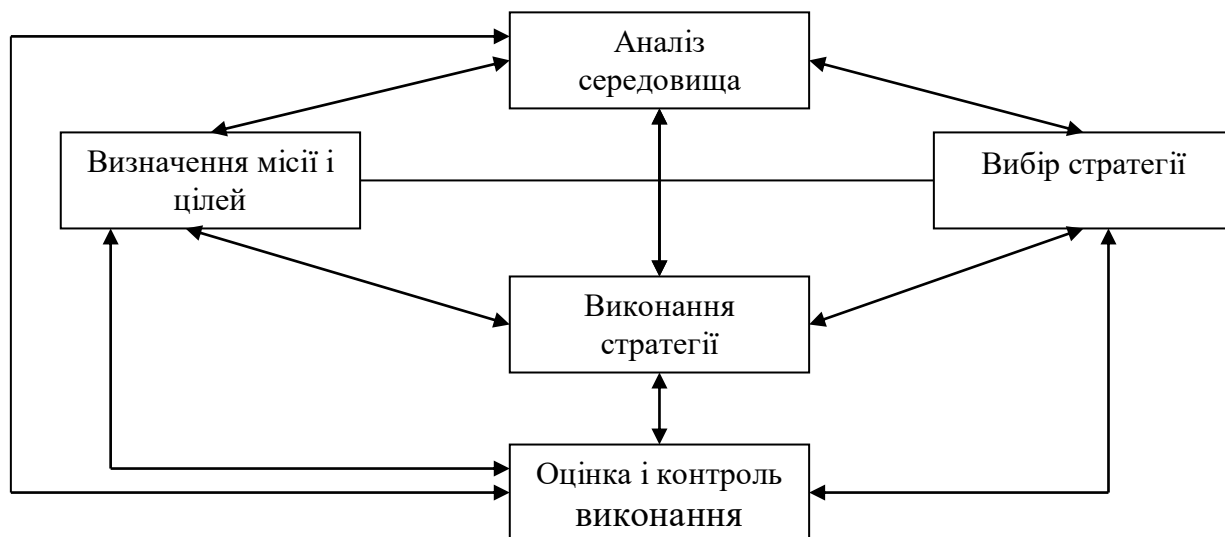 Аналіз
середовища
Визначення місії і
цілей
Вибір стратегії
Виконання
стратегії
Оцінка і контроль
виконання